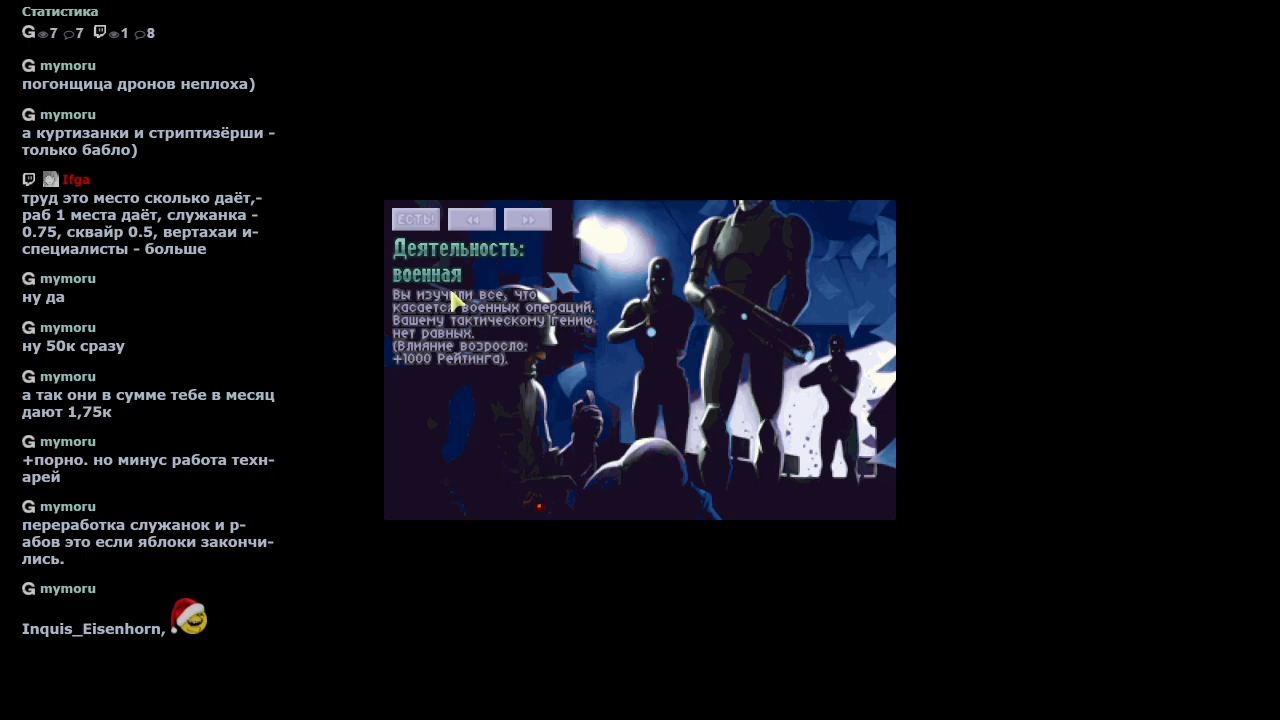 Статистика
G 7 7 1 8
G mymoru
погонщица дронов неплоха)
G mymoru
а куртизанки и стриптизёрши -
только бабло)
Ifga
труд это место сколько даёт,-
раб 1 места даёт, служанка -
0.75, сквайр 0.5, вертахаи и-
специалисты - больше
G mymoru
ну да
G mymoru
ну 50к сразу
G mymoru
а так они в сумме тебе в месяц
дают 1,75к
G mymoru
+порно. но минус работа техн-
арей
G mymoru
переработка служанок и р-
абов это если яблоки закончи-
лись.
G mymoru
Inquis_Eisenhorn,
ЕСТЬ!
Деятельность:
военная
Вы изучили все, что
касается военных операций.
Вашему тактическому гению
нет равных.
(Влияние возросло:
+1000 Рейтинга).